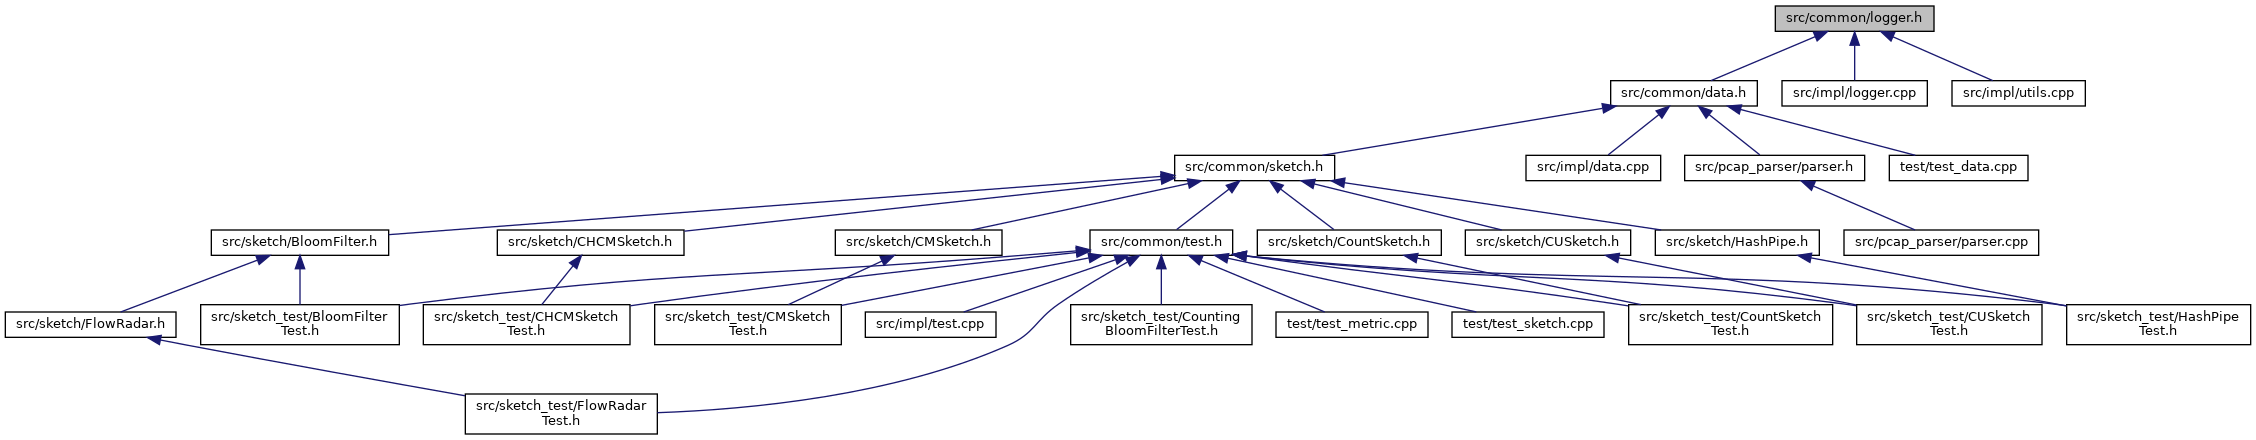 src/common/logger.h
src/common/data.h
src/impl/logger.cpp
src/impl/utils.cpp
src/common/sketch.h
src/impl/data.cpp
src/pcap_parser/parser.h
test/test_data.cpp
src/sketch/BloomFilter.h
src/sketch/CHCMSketch.h
src/sketch/CMSketch.h
src/common/test.h
src/sketch/CountSketch.h
src/sketch/CUSketch.h
src/sketch/HashPipe.h
src/pcap_parser/parser.cpp
src/sketch/FlowRadar.h
src/sketch_test/BloomFilter
Test.h
src/sketch_test/CHCMSketch
Test.h
src/sketch_test/CMSketch
Test.h
src/impl/test.cpp
src/sketch_test/Counting
BloomFilterTest.h
test/test_metric.cpp
test/test_sketch.cpp
src/sketch_test/CountSketch
Test.h
src/sketch_test/CUSketch
Test.h
src/sketch_test/HashPipe
Test.h
src/sketch_test/FlowRadar
Test.h